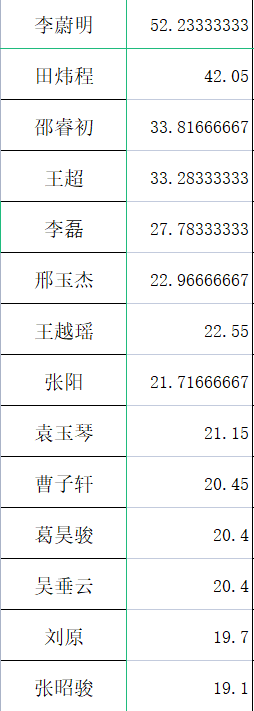 李蔚明 52.23333333
田炜程 42.05
邵睿初 33.81666667
王超 33.28333333
李磊 27.78333333
邢玉杰 22.96666667
王越瑶 22.55
张阳 21.71666667
袁玉琴 21.15
曹子轩 20.45
葛昊骏 20.4
吴垂云 20.4
刘原 19.7
张昭骏 19.1